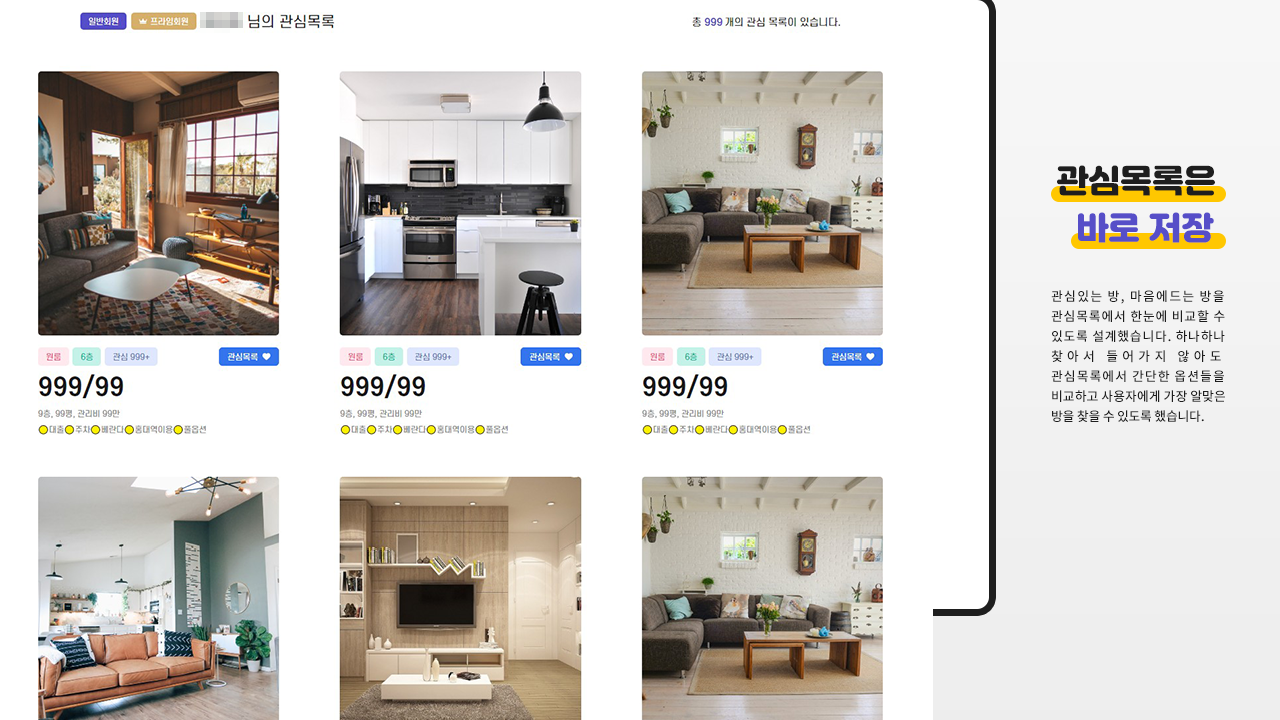 일반회원 프라임회원 님의 관심목록
총 999 개의 관심 목록이 있습니다.
원룸 6층 관심 999+ 관심목록
999/99
9층, 99평, 관리비 99만
대출 주차 베란다 홍대역이용 풀옵션
원룸 6층 관심 999+ 관심목록
999/99
9층, 99평, 관리비 99만
대출 주차 베란다 홍대역이용 풀옵션
원룸 6층 관심 999+ 관심목록
999/99
9층, 99평, 관리비 99만
대출 주차 베란다 홍대역이용 풀옵션
관심목록은
바로 저장
관심있는 방, 마음에드는 방을
관심목록에서 한눈에 비교할 수
있도록 설계했습니다. 하나하나
찾아서 들어가지 않아도
관심목록에서 간단한 옵션들을
비교하고 사용자에게 가장 알맞은
방을 찾을 수 있도록 했습니다.